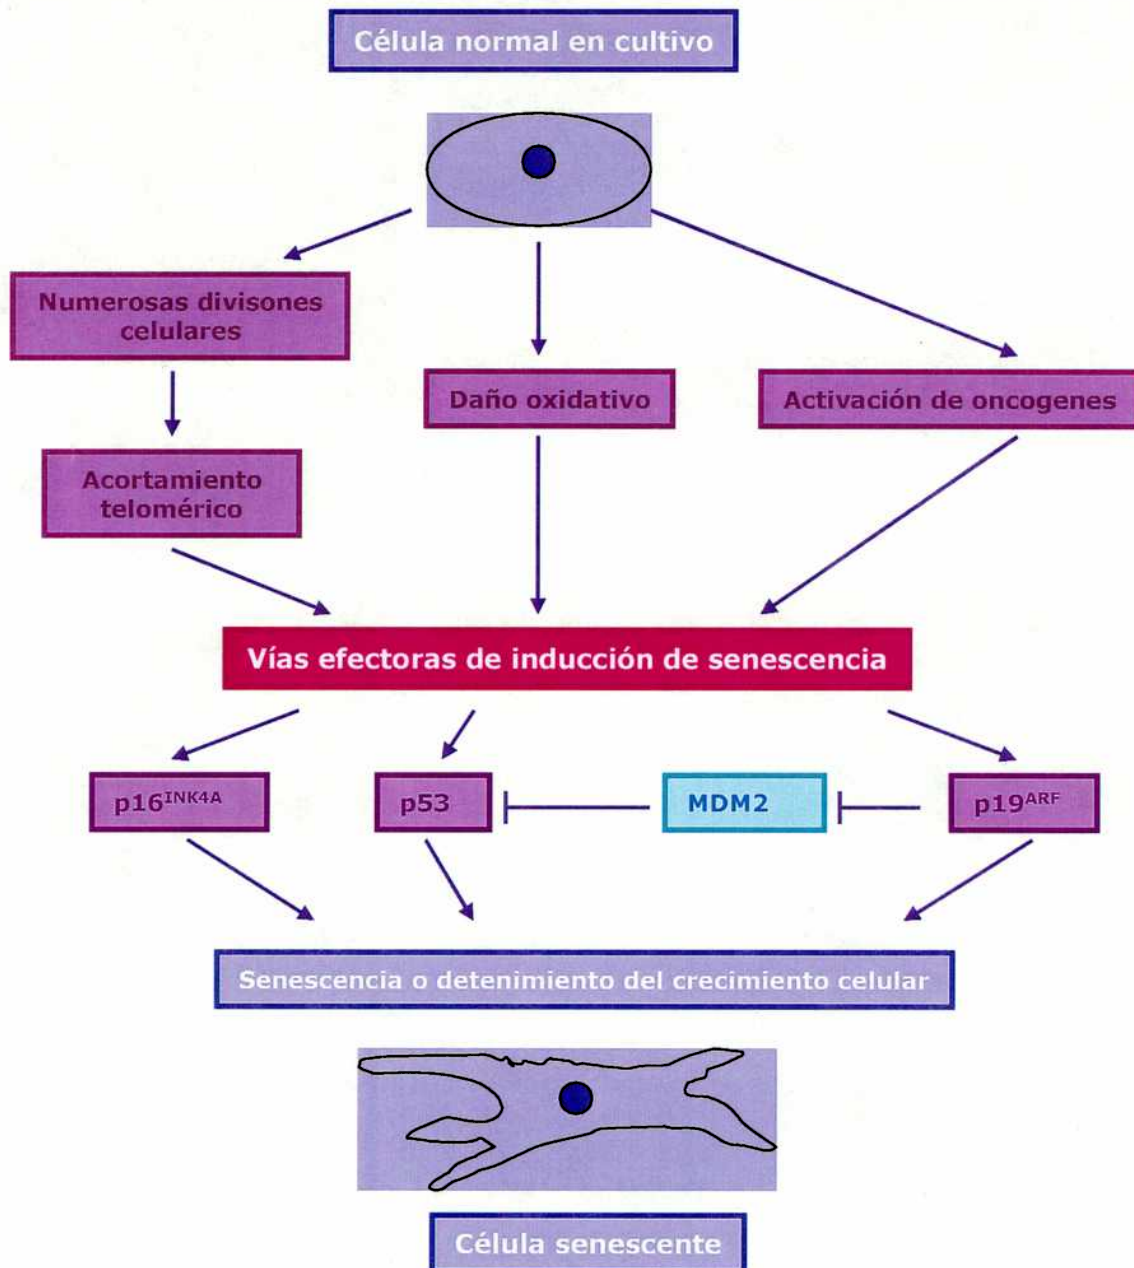 Célula normal en cultivo
Numerosas divisones
celulares
Daño oxidativo
Activación de oncogenes
Acortamiento
telomérico
Vías efectoras de inducción de senescencia
p16INK4A
p53
MDM2
p19ARF
Senescencia o detenimiento del crecimiento celular
Célula senescente